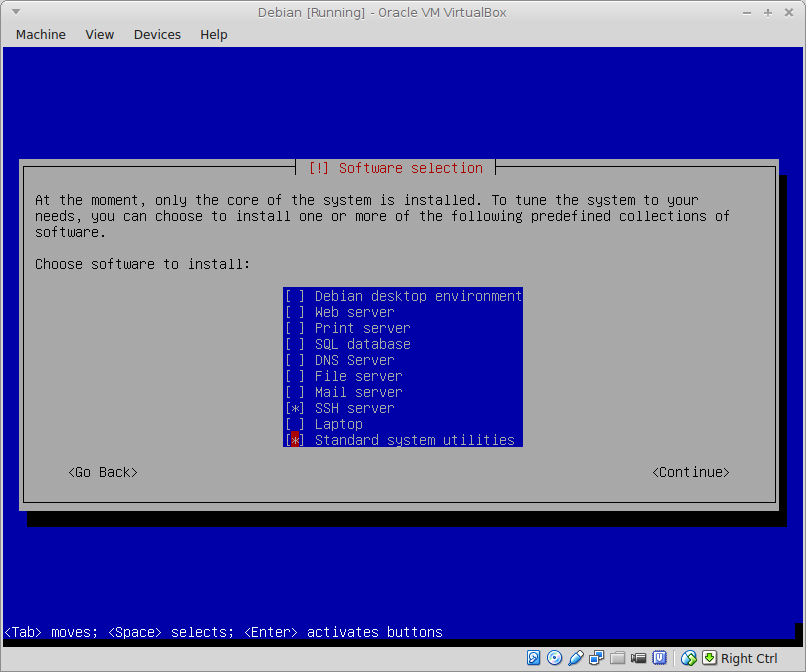 Debian [Running] - Oracle VM VirtualBox
Machine View Devices Help
[!] Software selection
At the moment, only the core of the system is installed. To tune the system to your
needs, you can choose to install one or more of the following predefined collections of
software.
Choose software to install:
[ ] Debian desktop environment
[ ] Web server
[ ] Print server
[ ] SQL database
[ ] DNS Server
[ ] File server
[ ] Mail server
[*] SSH server
[ ] Laptop
[*] Standard system utilities
<Go Back> <Continue>
<Tab> moves; <Space> selects; <Enter> activates buttons
Right Ctrl